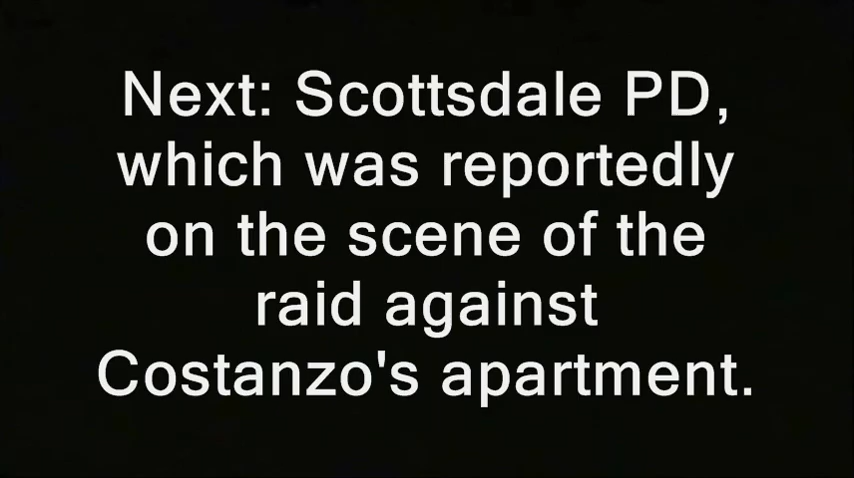 Next: Scottsdale PD,
which was reportedly
on the scene of the
raid against
Costanzo's apartment.